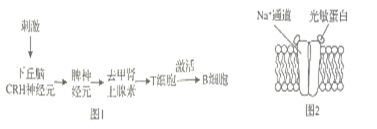 刺激
下丘脑
CRH神经元
脾神
经元
去甲肾
上腺素
T细胞
激活
B细胞
图1
Na⁺通道
光敏蛋白
图2